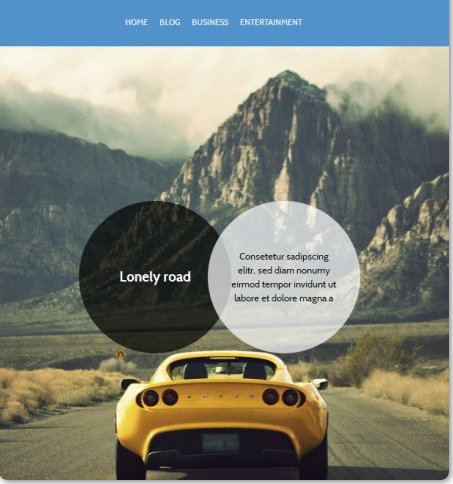 HOME BLOG BUSINESS ENTERTAINMENT
Lonely road
Consetetur sadipscing
elitr, sed diam nonumy
eirmod tempor invidunt ut
labore et dolore magna a